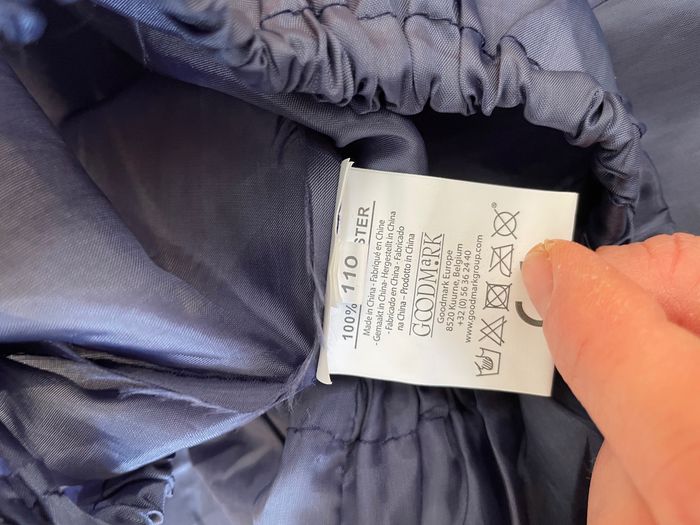 100%
110
STER
Made in China - Fabriqué en Chine
- Gemaakt in China- Hergestellt in China
- Fabricado en China - Fabricado
na China – Prodotto in China
GOODMaRK
Goodmark Europe
8520 Kuurne, Belgium
+32 (0) 56 36 24 40
www.goodmarkgroup.com